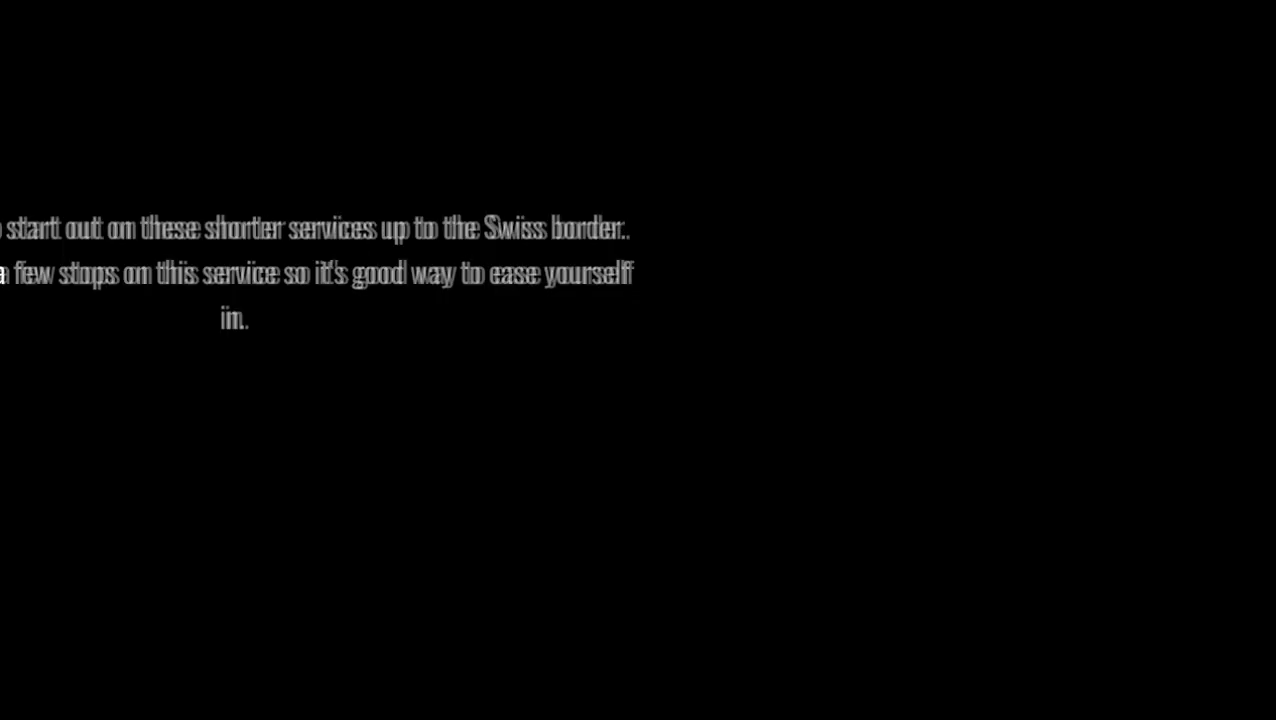 start out on these shorter services up to the Swiss border.
a few stops on this service so it's good way to ease yourself
in.